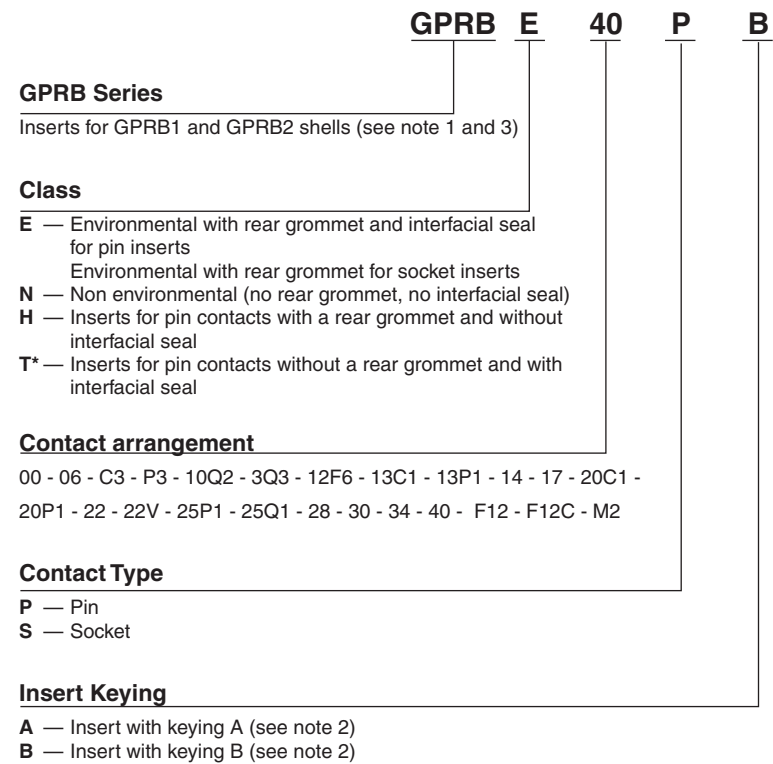 GPRB E 40 P B
GPRB Series
Inserts for GPRB1 and GPRB2 shells (see note 1 and 3)
Class
E — Environmental with rear grommet and interfacial seal
for pin inserts
Environmental with rear grommet for socket inserts
N — Non environmental (no rear grommet, no interfacial seal)
H — Inserts for pin contacts with a rear grommet and without
interfacial seal
T* — Inserts for pin contacts without a rear grommet and with
interfacial seal
Contact arrangement
00 - 06 - C3 - P3 - 10Q2 - 3Q3 - 12F6 - 13C1 - 13P1 - 14 - 17 - 20C1 -
20P1 - 22 - 22V - 25P1 - 25Q1 - 28 - 30 - 34 - 40 - F12 - F12C - M2
Contact Type
P — Pin
S — Socket
Insert Keying
A — Insert with keying A (see note 2)
B — Insert with keying B (see note 2)